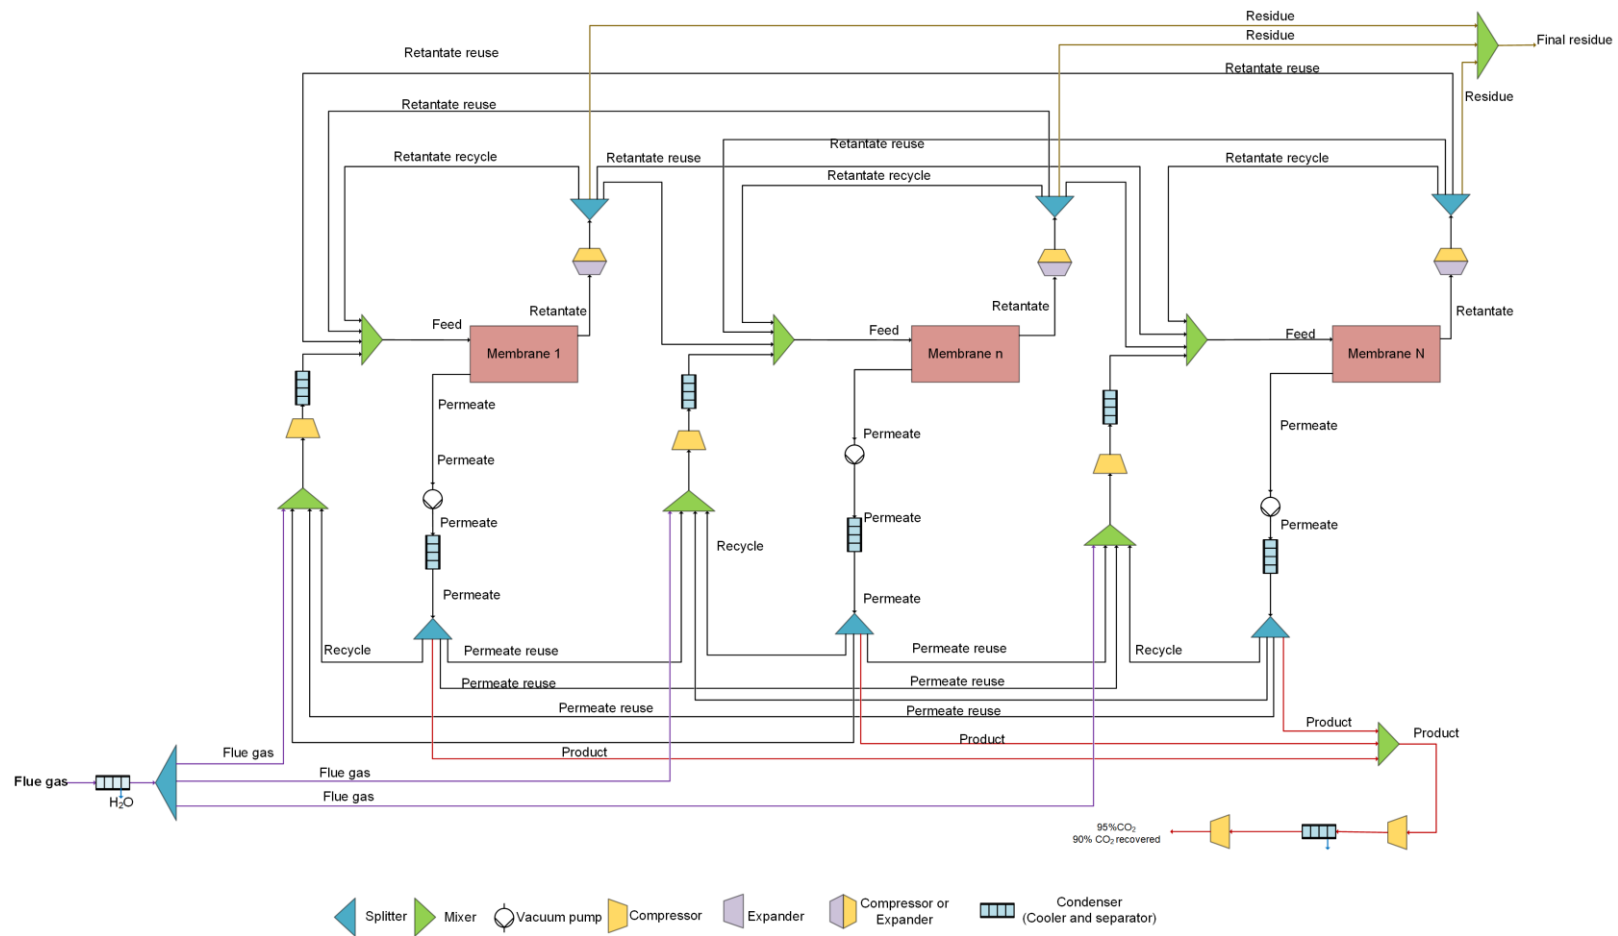 Residue
Residue
Final residue
Retantate reuse
Retantate reuse
Residue
Retantate reuse
Retantate reuse
Retantate recycle
Retantate reuse
Retantate recycle
Retantate recycle
Retantate
Retantate
Retantate
Feed
Feed
Feed
Membrane 1
Membrane n
Membrane N
Permeate
Permeate
Permeate
Permeate
Permeate
Permeate
Permeate
Recycle
Permeate
Permeate
Recycle
Permeate reuse
Permeate reuse
Recycle
Permeate reuse
Permeate reuse
Permeate reuse
Permeate reuse
Product
Product
Flue gas
Product
Product
Flue gas
Flue gas
H₂O
Flue gas
95%CO₂
90% CO₂ recovered
Splitter
Mixer
Vacuum pump
Compressor
Expander
Compressor or
Expander
Condenser
(Cooler and separator)